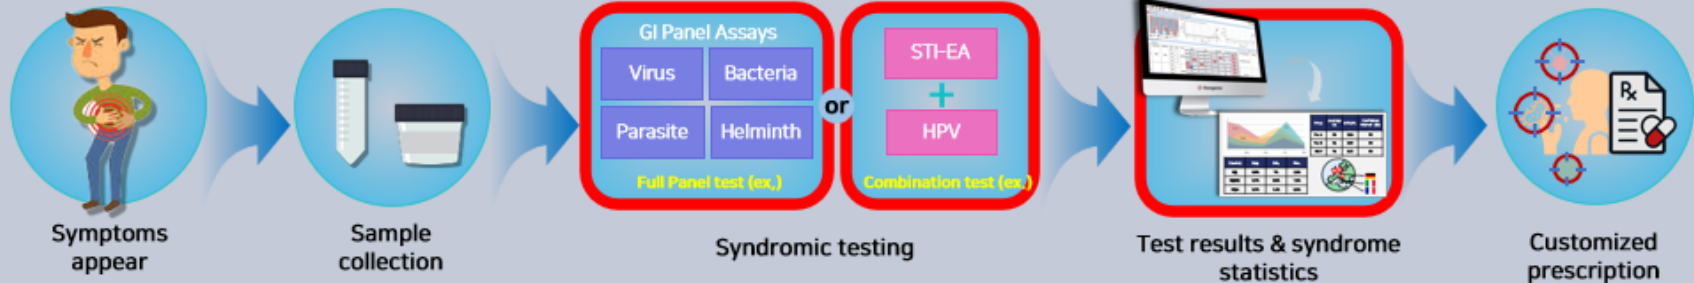 GI Panel Assays
Virus
Bacteria
Parasite
Helminth
Full Panel test (ex,)
or
STI-EA
+
HPV
Combination test (ex,)
Rx
Symptoms
appear
Sample
collection
Syndromic testing
Test results & syndrome
statistics
Customized
prescription